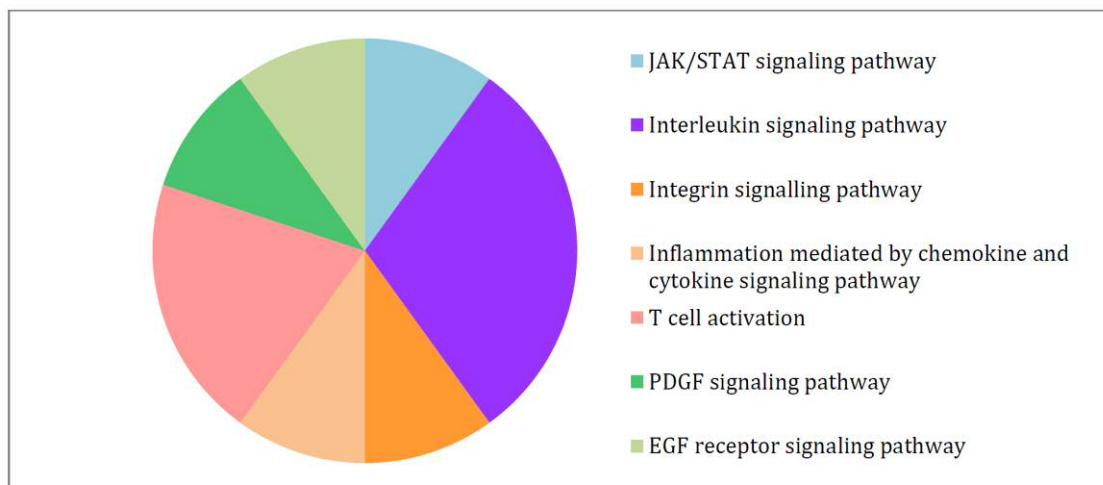 JAK/STAT signaling pathway
Interleukin signaling pathway
Integrin signalling pathway
Inflammation mediated by chemokine and
cytokine signaling pathway
T cell activation
PDGF signaling pathway
EGF receptor signaling pathway